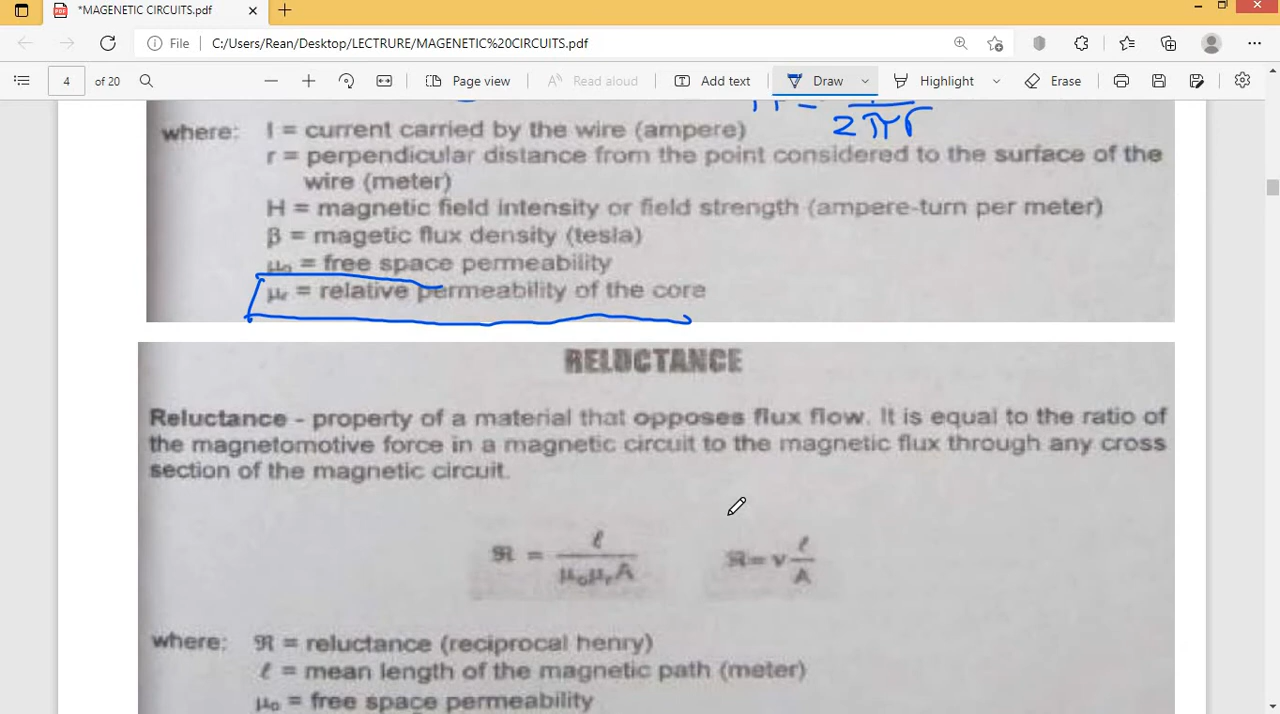 *MAGENETIC CIRCUITS.pdf
File C:/Users/Rean/Desktop/LECTRURE/MAGENETIC%20CIRCUITS.pdf
4 of 20 Page view Read aloud Add text Draw Highlight Erase
2πr
where: I = current carried by the wire (ampere)
r = perpendicular distance from the point considered to the surface of the
wire (meter)
H = magnetic field intensity or field strength (ampere-turn per meter)
β = magetic flux density (tesla)
μo = free space permeability
μr = relative permeability of the core
RELUCTANCE
Reluctance - property of a material that opposes flux flow. It is equal to the ratio of
the magnetomotive force in a magnetic circuit to the magnetic flux through any cross
section of the magnetic circuit.
ℜ = ℓ / μoμrA ℜ = ν ℓ / A
where: ℜ = reluctance (reciprocal henry)
ℓ = mean length of the magnetic path (meter)
μo = free space permeability